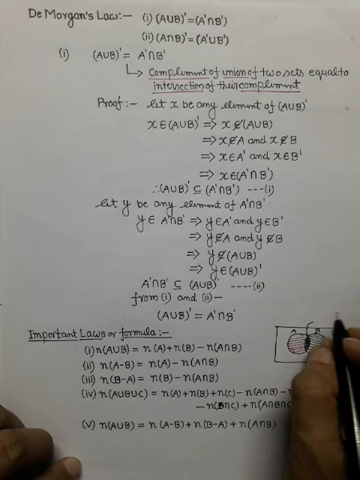 De Morgan's Law:- (i) (A∪B)' = (A'∩B')
(ii) (A∩B)' = (A'∪B')
(i) (A∪B)' = A'∩B'
↳ Complement of union of two sets equal to
intersection of their complement
Proof:- let x be any element of (A∪B)'
x∈(A∪B)' ⇒ x∉(A∪B)
⇒ x∉A and x∉B
⇒ x∈A' and x∈B'
⇒ x∈(A'∩B')
∴(A∪B)' ⊆ (A'∩B') ---(i)
let y be any element of A'∩B'
y∈ A'∩B' ⇒ y∈A' and y∈B'
⇒ y∉A and y∉B
⇒ y∉(A∪B)
⇒ y∈(A∪B)'
A'∩B' ⊆ (A∪B)' ----(ii)
from (i) and (ii)-
(A∪B)' = A'∩B'
Important Laws or formula:-
A B
(i) n(A∪B) = n(A)+n(B) - n(A∩B)
(ii) n(A-B) = n(A) - n(A∩B)
(iii) n(B-A) = n(B) - n(A∩B)
(iv) n(A∪B∪C) = n(A) + n(B) + n(C) - n(A∩B) -
- n(B∩C) + n(A∩B∩C
(v) n(A∪B) = n(A-B) + n(B-A) + n(A∩B)